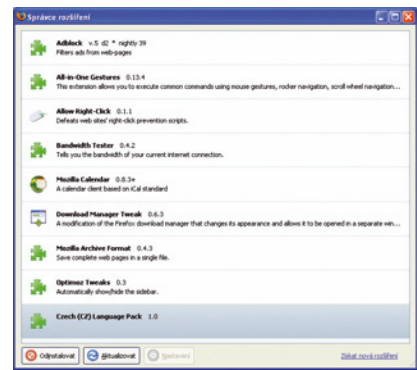 Správce rozšíření
Adblock v.5 d2 * nightly 39
Filters ads from web-pages
All-in-One Gestures 0.13.4
This extension allows you to execute common commands using mouse gestures, rocker navigation, scroll wheel navigation...
Allow Right-Click 0.1.1
Defeats web sites' right-click prevention scripts.
Bandwidth Tester 0.4.2
Tells you the bandwidth of your current internet connection.
Mozilla Calendar 0.8.3+
A calendar client based on iCal standard
Download Manager Tweak 0.6.3
A modification of the Firefox download manager that changes its appearance and allows it to be opened in a separate win...
Mozilla Archive Format 0.4.3
Save complete web pages in a single file.
Optimoz Tweaks 0.3
Automatically show/hide the sidebar.
Czech (CZ) Language Pack 1.0
Odinstalovat Aktualizovat Nastavení Získat nová rozšíření